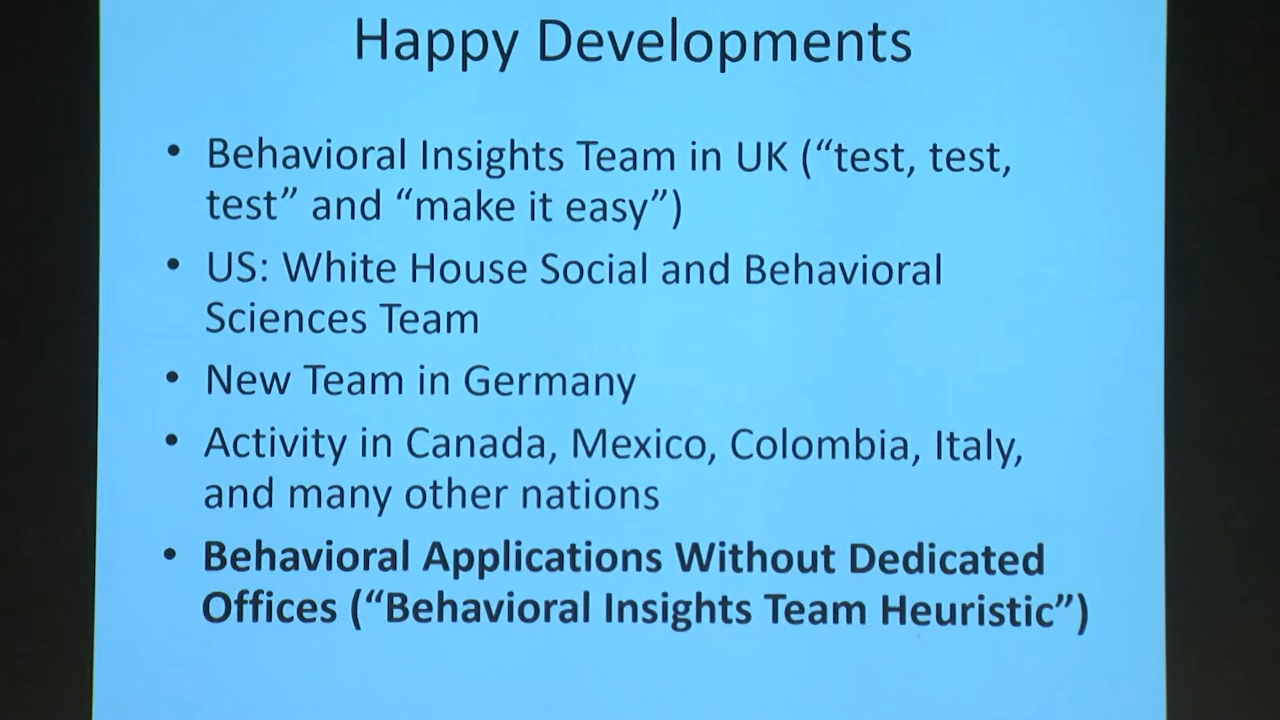 Happy Developments
• Behavioral Insights Team in UK (“test, test,
test” and “make it easy”)
• US: White House Social and Behavioral
Sciences Team
• New Team in Germany
• Activity in Canada, Mexico, Colombia, Italy,
and many other nations
• Behavioral Applications Without Dedicated
Offices (“Behavioral Insights Team Heuristic”)